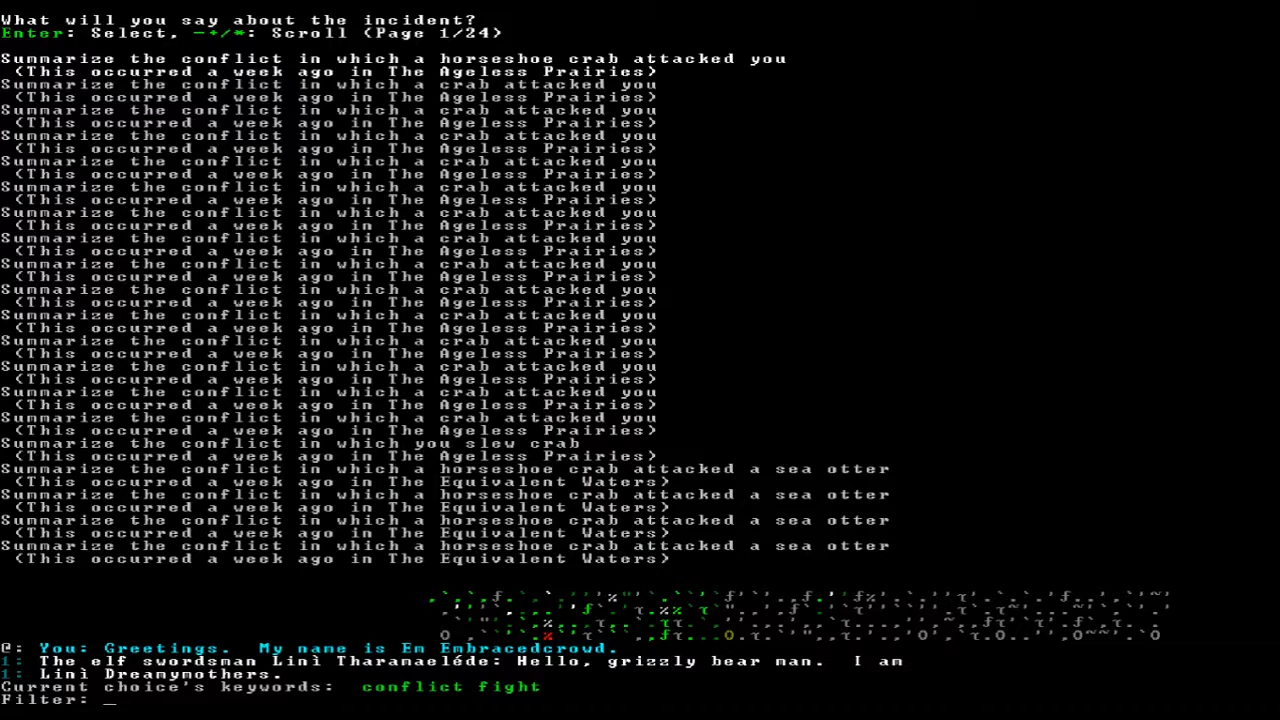 What will you say about the incident?
Enter: Select, -+/*: Scroll (Page 1/24)
Summarize the conflict in which a horseshoe crab attacked you
(This occurred a week ago in The Ageless Prairies)
Summarize the conflict in which a crab attacked you
(This occurred a week ago in The Ageless Prairies)
Summarize the conflict in which a crab attacked you
(This occurred a week ago in The Ageless Prairies)
Summarize the conflict in which a crab attacked you
(This occurred a week ago in The Ageless Prairies)
Summarize the conflict in which a crab attacked you
(This occurred a week ago in The Ageless Prairies)
Summarize the conflict in which a crab attacked you
(This occurred a week ago in The Ageless Prairies)
Summarize the conflict in which a crab attacked you
(This occurred a week ago in The Ageless Prairies)
Summarize the conflict in which a crab attacked you
(This occurred a week ago in The Ageless Prairies)
Summarize the conflict in which a crab attacked you
(This occurred a week ago in The Ageless Prairies)
Summarize the conflict in which a crab attacked you
(This occurred a week ago in The Ageless Prairies)
Summarize the conflict in which a crab attacked you
(This occurred a week ago in The Ageless Prairies)
Summarize the conflict in which a crab attacked you
(This occurred a week ago in The Ageless Prairies)
Summarize the conflict in which a crab attacked you
(This occurred a week ago in The Ageless Prairies)
Summarize the conflict in which a crab attacked you
(This occurred a week ago in The Ageless Prairies)
Summarize the conflict in which a crab attacked you
(This occurred a week ago in The Ageless Prairies)
Summarize the conflict in which you slew crab
(This occurred a week ago in The Ageless Prairies)
Summarize the conflict in which a horseshoe crab attacked a sea otter
(This occurred a week ago in The Equivalent Waters)
Summarize the conflict in which a horseshoe crab attacked a sea otter
(This occurred a week ago in The Equivalent Waters)
Summarize the conflict in which a horseshoe crab attacked a sea otter
(This occurred a week ago in The Equivalent Waters)
Summarize the conflict in which a horseshoe crab attacked a sea otter
(This occurred a week ago in The Equivalent Waters)
@: You: Greetings. My name is Em Embracedcrowd.
1: The elf swordsman Linì Tharamaeléde: Hello, grizzly bear man. I am
1: Linì Dreamymothers.
Current choice's keywords: conflict fight
Filter: _